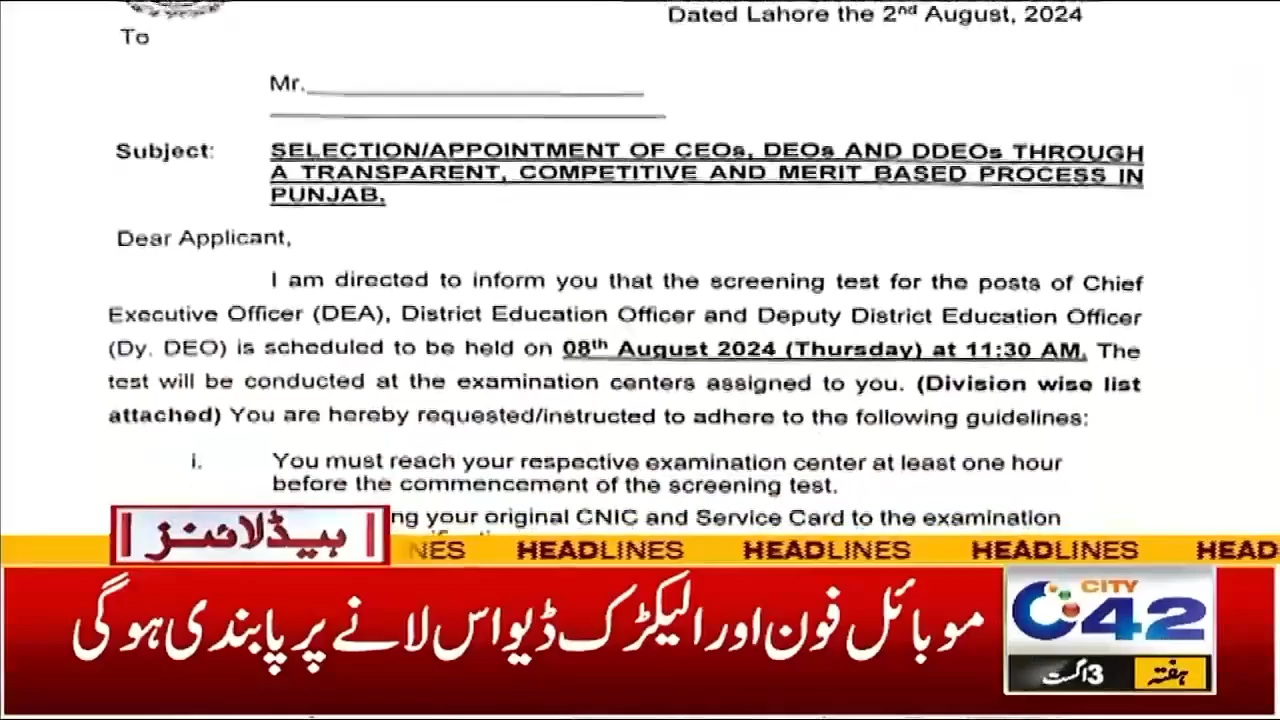 Dated Lahore the 2nd August, 2024
To
Mr.
Subject: SELECTION/APPOINTMENT OF CEOs, DEOs AND DDEOs THROUGH
A TRANSPARENT, COMPETITIVE AND MERIT BASED PROCESS IN
PUNJAB.
Dear Applicant,
I am directed to inform you that the screening test for the posts of Chief
Executive Officer (DEA), District Education Officer and Deputy District Education Officer
(Dy. DEO) is scheduled to be held on 08th August 2024 (Thursday) at 11:30 AM. The
test will be conducted at the examination centers assigned to you. (Division wise list
attached) You are hereby requested/instructed to adhere to the following guidelines:
i. You must reach your respective examination center at least one hour
before the commencement of the screening test.
ng your original CNIC and Service Card to the examination
ہیڈلائنز
NES HEADLINES HEADLINES HEADLINES HEAD
موبائل فون اور الیکڑک ڈیواس لانے پر پابندی ہوگی
CITY
42
ہفتہ 3 اگست